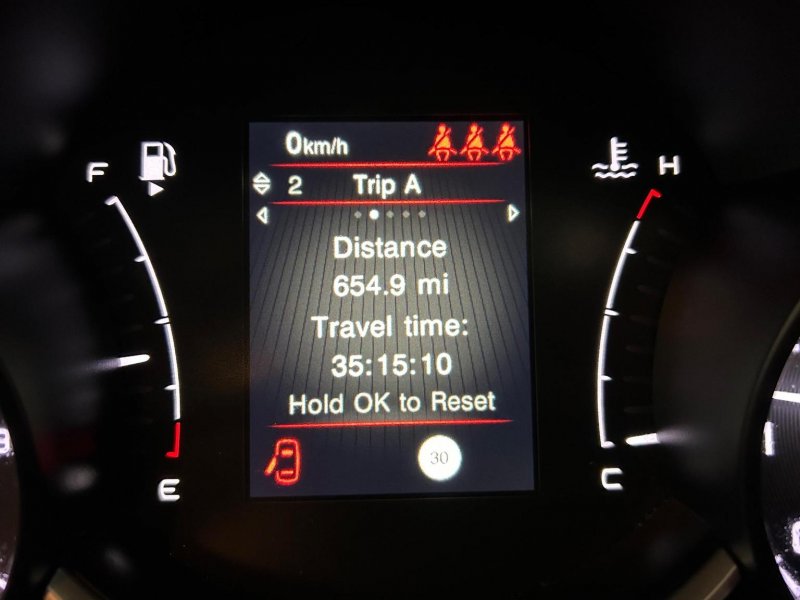 0km/h
F
H
2 Trip A
Distance
654.9 mi
Travel time:
35:15:10
Hold OK to Reset
30
E
C